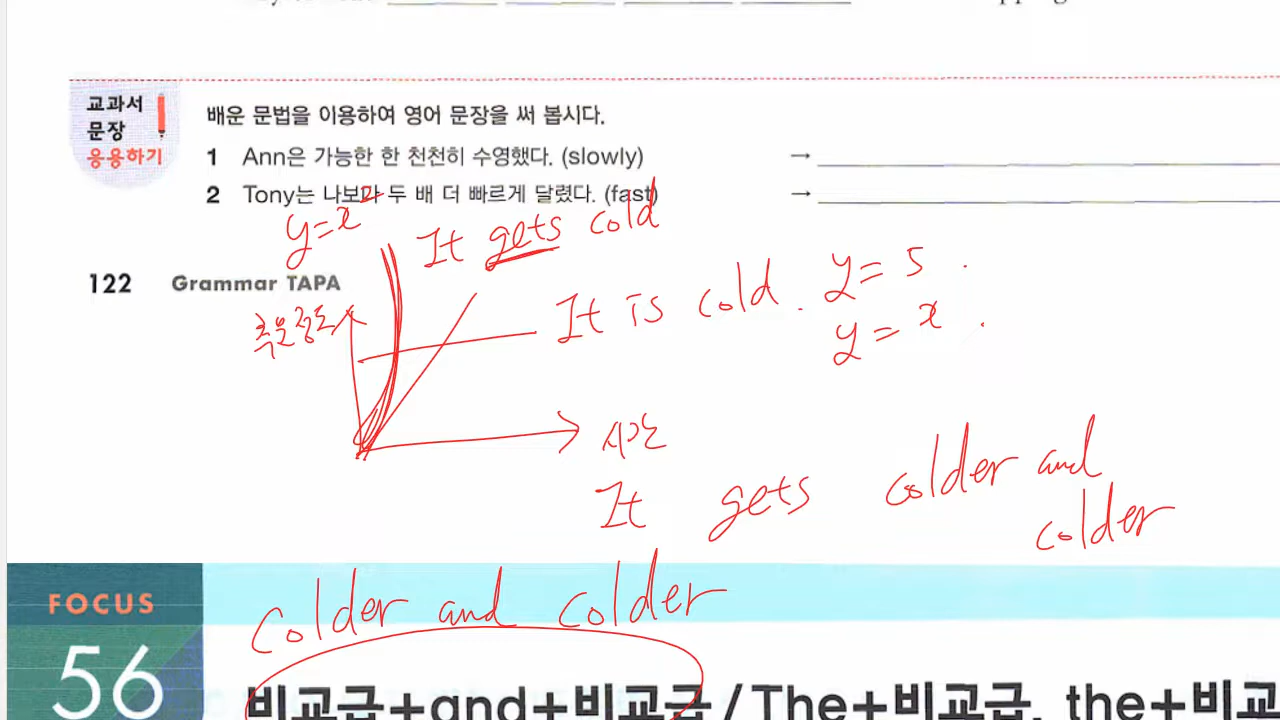 교과서
문장
응용하기
배운 문법을 이용하여 영어 문장을 써 봅시다.
1 Ann은 가능한 한 천천히 수영했다. (slowly) →
2 Tony는 나보다 두 배 더 빠르게 달렸다. (fast) →
y=x²
It gets cold
122 Grammar TAPA
It is cold. y=5.
y=x.
추운정도
시간
It gets colder and
colder
colder and colder
FOCUS
56
비교급+and+비교급/The+비교급, the+비교